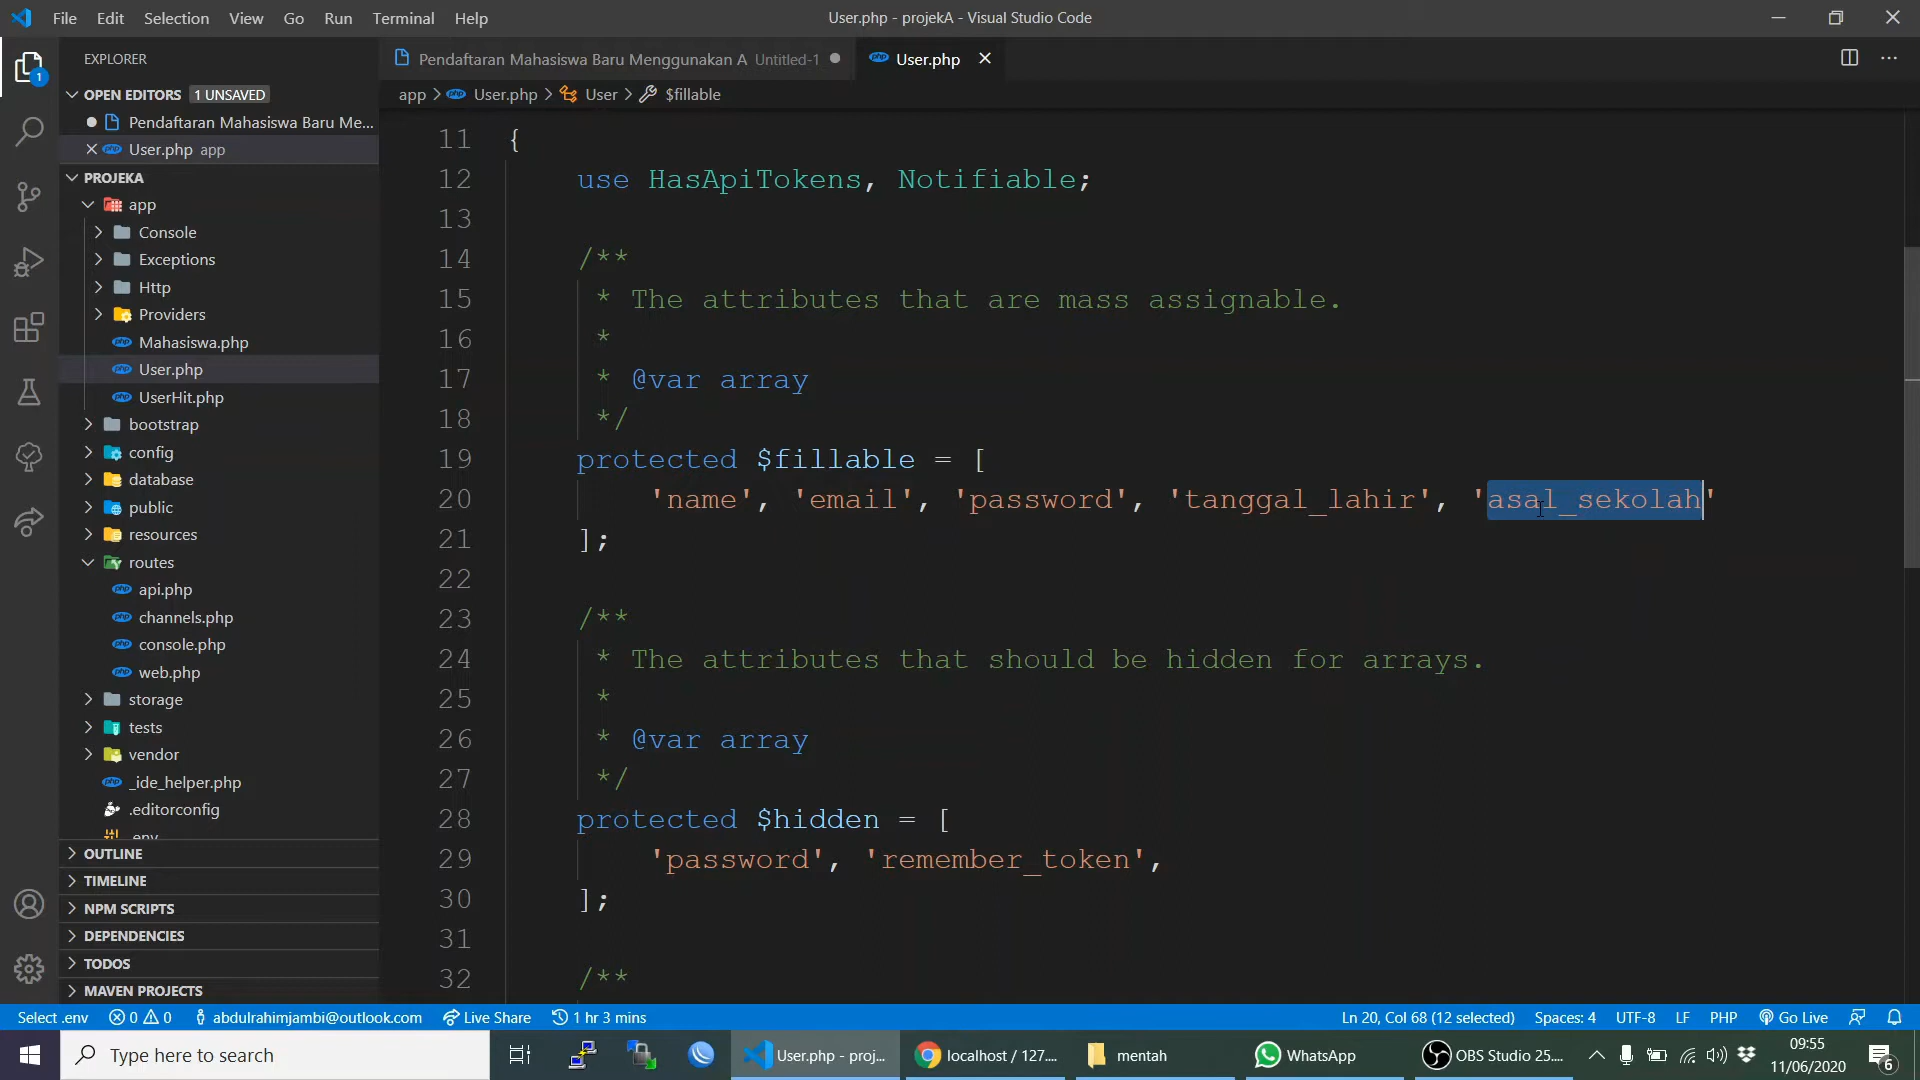 File Edit Selection View Go Run Terminal Help
User.php - projekA - Visual Studio Code
EXPLORER
Pendaftaran Mahasiswa Baru Menggunakan A Untitled-1
User.php
OPEN EDITORS 1 UNSAVED
app > User.php > User > $fillable
Pendaftaran Mahasiswa Baru Me...
User.php app
PROJEKA
app
Console
Exceptions
Http
Providers
Mahasiswa.php
User.php
UserHit.php
bootstrap
config
database
public
resources
routes
api.php
channels.php
console.php
web.php
storage
tests
vendor
_ide_helper.php
.editorconfig
.env
OUTLINE
TIMELINE
NPM SCRIPTS
DEPENDENCIES
TODOS
MAVEN PROJECTS
11 {
12 use HasApiTokens, Notifiable;
13
14 /**
15 * The attributes that are mass assignable.
16 *
17 * @var array
18 */
19 protected $fillable = [
20 'name', 'email', 'password', 'tanggal_lahir', 'asal_sekolah'
21 ];
22
23 /**
24 * The attributes that should be hidden for arrays.
25 *
26 * @var array
27 */
28 protected $hidden = [
29 'password', 'remember_token',
30 ];
31
32 /**
Select .env 0 0 abdulrahimjambi@outlook.com Live Share 1 hr 3 mins
Ln 20, Col 68 (12 selected) Spaces: 4 UTF-8 LF PHP Go Live
Type here to search
User.php - proj...
localhost / 127....
mentah
WhatsApp
OBS Studio 25....
09:55
11/06/2020
6
1